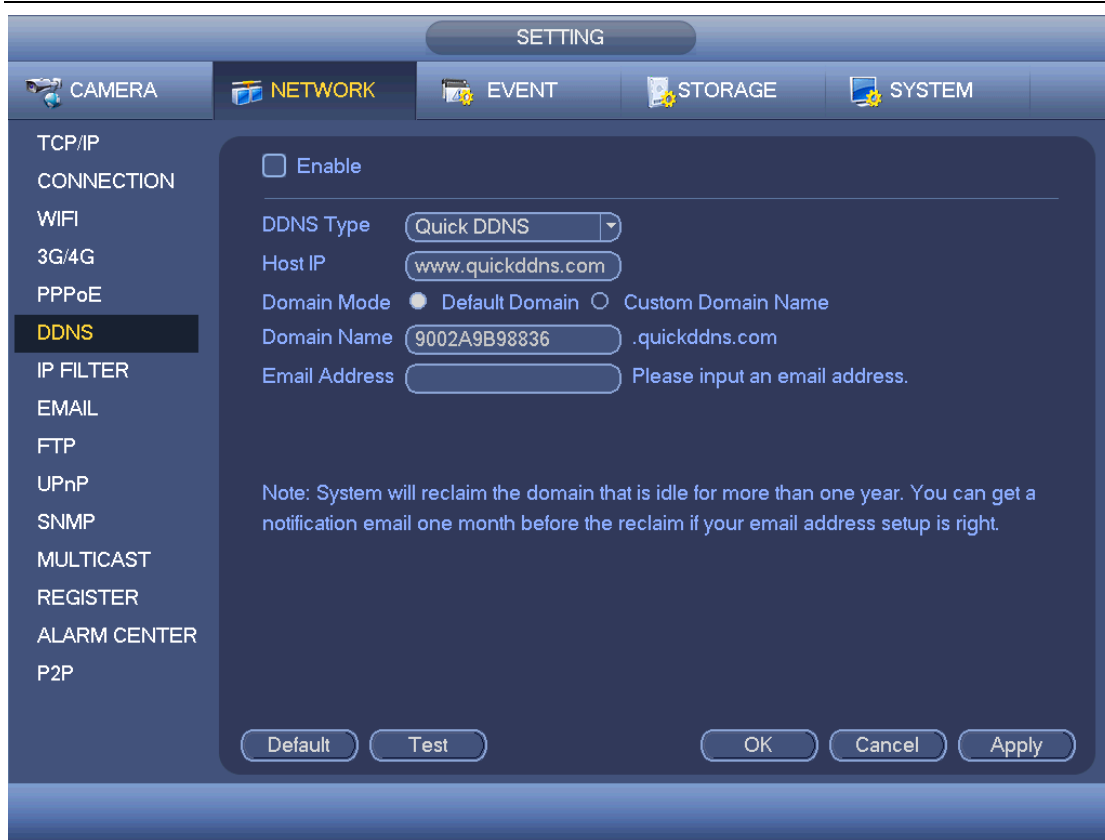 SETTING
CAMERA NETWORK EVENT STORAGE SYSTEM
TCP/IP
CONNECTION
WIFI
3G/4G
PPPoE
DDNS
IP FILTER
EMAIL
FTP
UPnP
SNMP
MULTICAST
REGISTER
ALARM CENTER
P2P
Enable
DDNS Type Quick DDNS
Host IP www.quickddns.com
Domain Mode Default Domain Custom Domain Name
Domain Name 9002A9B98836 .quickddns.com
Email Address Please input an email address.
Note: System will reclaim the domain that is idle for more than one year. You can get a
notification email one month before the reclaim if your email address setup is right.
Default Test OK Cancel Apply